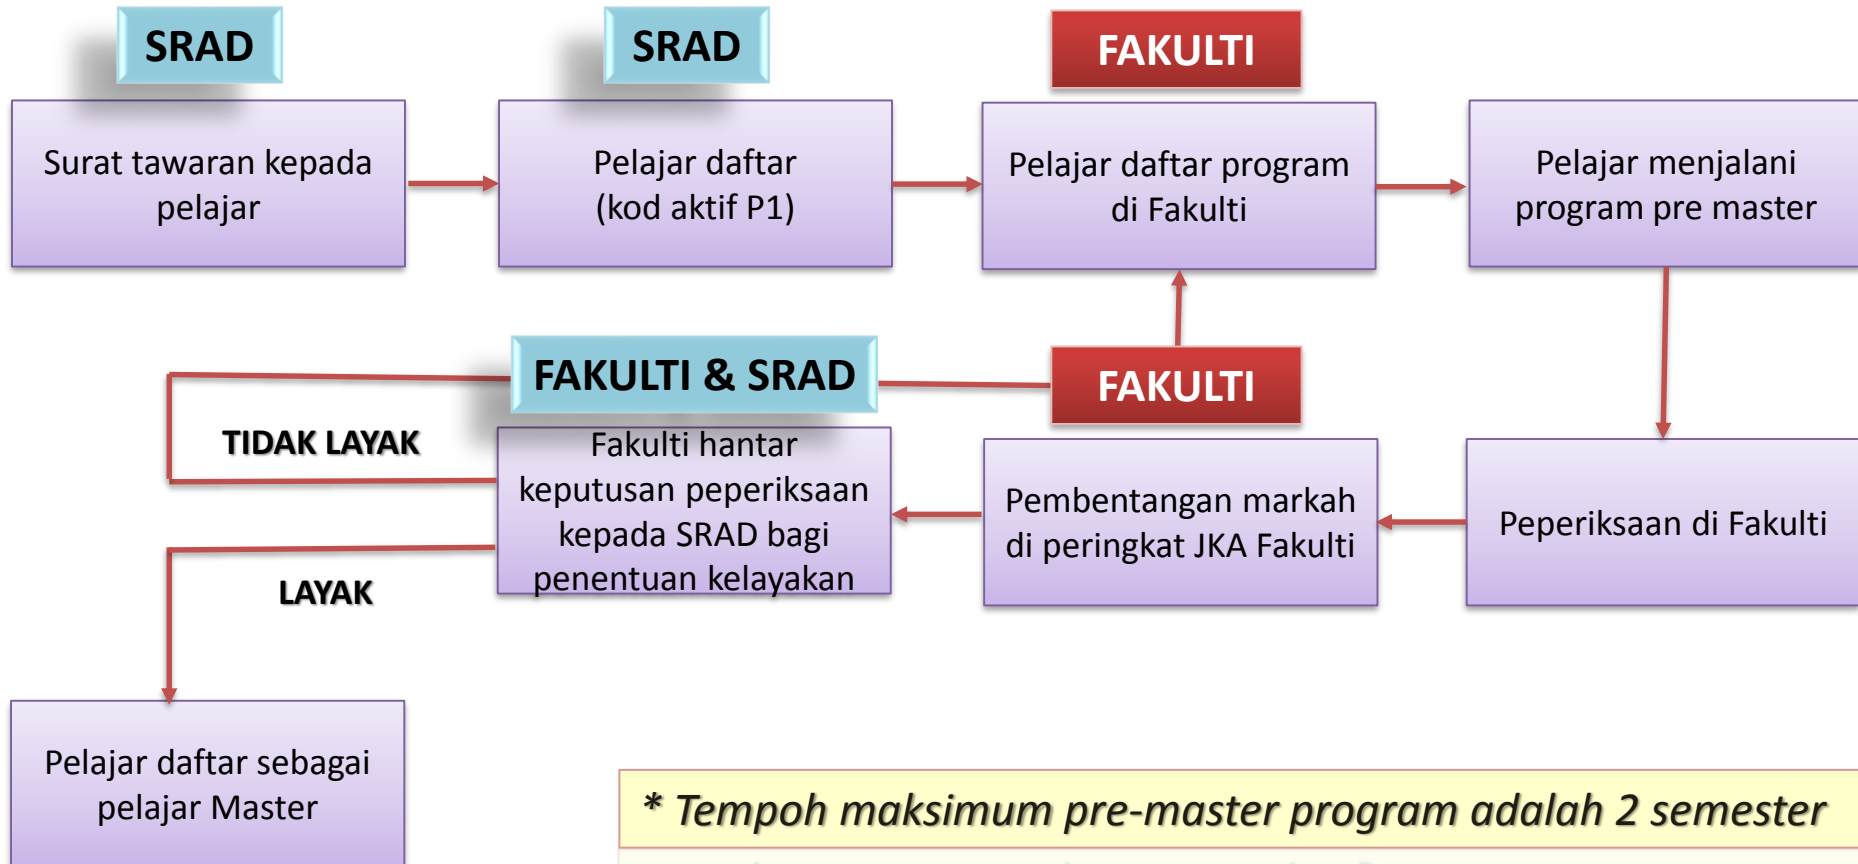 SRAD
SRAD
FAKULTI
Surat tawaran kepada
pelajar
Pelajar daftar
(kod aktif P1)
Pelajar daftar program
di Fakulti
Pelajar menjalani
program pre master
FAKULTI & SRAD
FAKULTI
TIDAK LAYAK
Fakulti hantar
keputusan peperiksaan
kepada SRAD bagi
penentuan kelayakan
Pembentangan markah
di peringkat JKA Fakulti
Peperiksaan di Fakulti
LAYAK
Pelajar daftar sebagai
pelajar Master
* Tempoh maksimum pre-master program adalah 2 semester